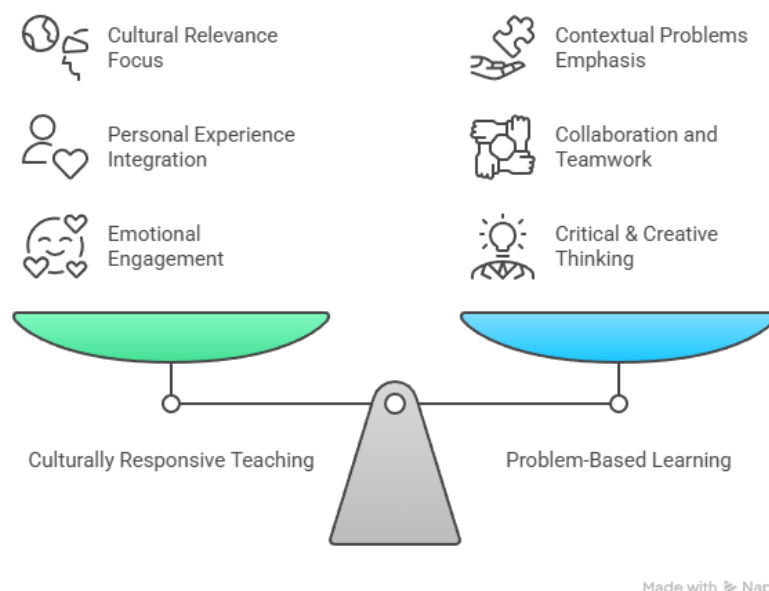 Cultural Relevance
Focus
Contextual Problems
Emphasis
Personal Experience
Integration
Collaboration and
Teamwork
Emotional
Engagement
Critical & Creative
Thinking
Culturally Responsive Teaching
Problem-Based Learning
Made with